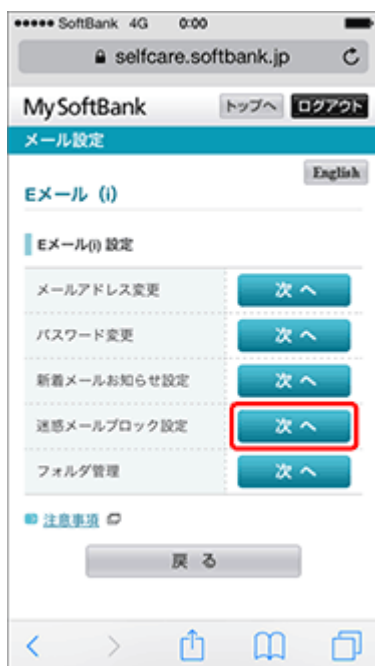 SoftBank 4G 0:00
selfcare.softbank.jp
My SoftBank トップへ ログアウト
メール設定
English
Eメール (i)
Eメール(i) 設定
メールアドレス変更 次へ
パスワード変更 次へ
新着メールお知らせ設定 次へ
迷惑メールブロック設定 次へ
フォルダ管理 次へ
注意事項
戻る